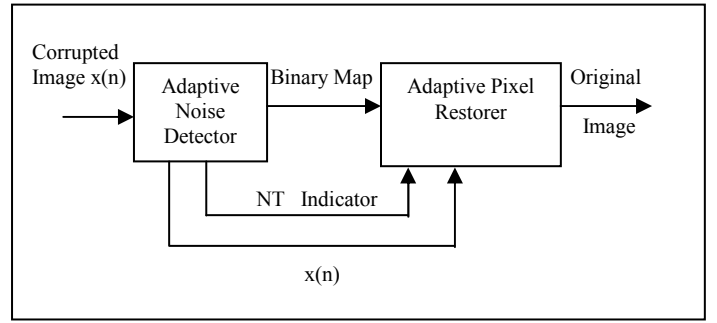 Corrupted
Image x(n)
Adaptive
Noise
Detector
Binary Map
Adaptive Pixel
Restorer
Original
Image
NT Indicator
x(n)